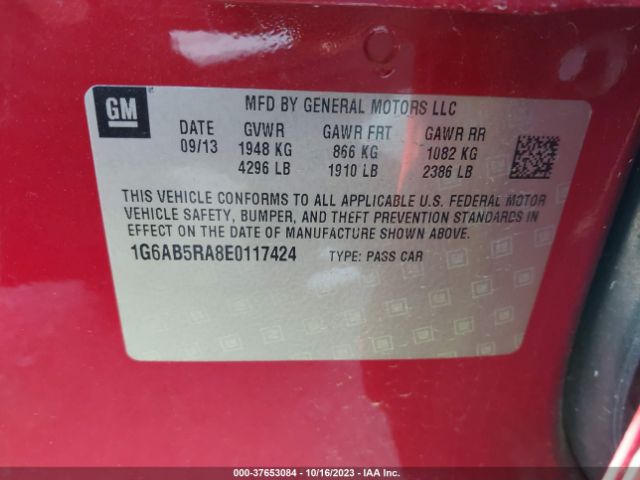 GM
MFD BY GENERAL MOTORS LLC
DATE GVWR GAWR FRT GAWR RR
09/13 1948 KG 866 KG 1082 KG
4296 LB 1910 LB 2386 LB
THIS VEHICLE CONFORMS TO ALL APPLICABLE U.S. FEDERAL MOTOR
VEHICLE SAFETY, BUMPER, AND THEFT PREVENTION STANDARDS IN
EFFECT ON THE DATE OF MANUFACTURE SHOWN ABOVE.
1G6AB5RA8E0117424 TYPE: PASS CAR
000-37653084 | 10/16/2023 | IAA Inc.